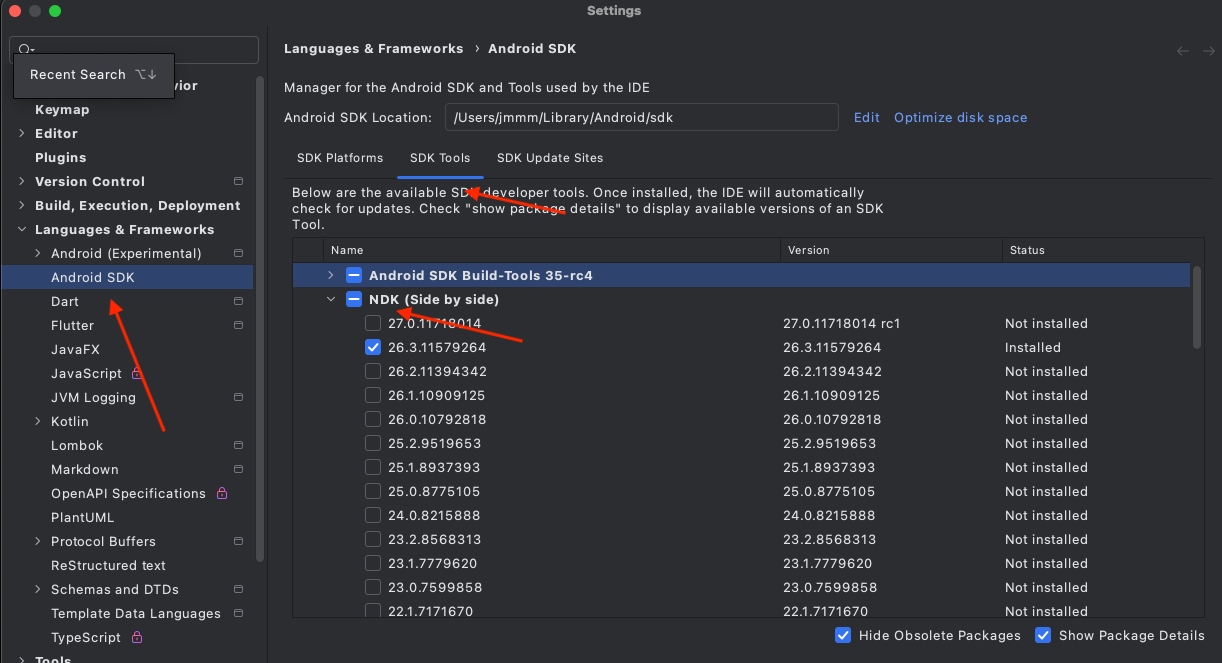 Settings
Recent Search ⌥↓
vior
Keymap
Editor
Plugins
Version Control
Build, Execution, Deployment
Languages & Frameworks
Android (Experimental)
Android SDK
Dart
Flutter
JavaFX
JavaScript
JVM Logging
Kotlin
Lombok
Markdown
OpenAPI Specifications
PlantUML
Protocol Buffers
ReStructured text
Schemas and DTDs
Template Data Languages
TypeScript
Tools
Languages & Frameworks › Android SDK
Manager for the Android SDK and Tools used by the IDE
Android SDK Location: /Users/jmmm/Library/Android/sdk Edit Optimize disk space
SDK Platforms SDK Tools SDK Update Sites
Below are the available SDK developer tools. Once installed, the IDE will automatically
check for updates. Check "show package details" to display available versions of an SDK
Tool.
Name Version Status
Android SDK Build-Tools 35-rc4
NDK (Side by side)
27.0.11718014 27.0.11718014 rc1 Not installed
26.3.11579264 26.3.11579264 Installed
26.2.11394342 26.2.11394342 Not installed
26.1.10909125 26.1.10909125 Not installed
26.0.10792818 26.0.10792818 Not installed
25.2.9519653 25.2.9519653 Not installed
25.1.8937393 25.1.8937393 Not installed
25.0.8775105 25.0.8775105 Not installed
24.0.8215888 24.0.8215888 Not installed
23.2.8568313 23.2.8568313 Not installed
23.1.7779620 23.1.7779620 Not installed
23.0.7599858 23.0.7599858 Not installed
22.1.7171670 22.1.7171670 Not installed
Hide Obsolete Packages Show Package Details